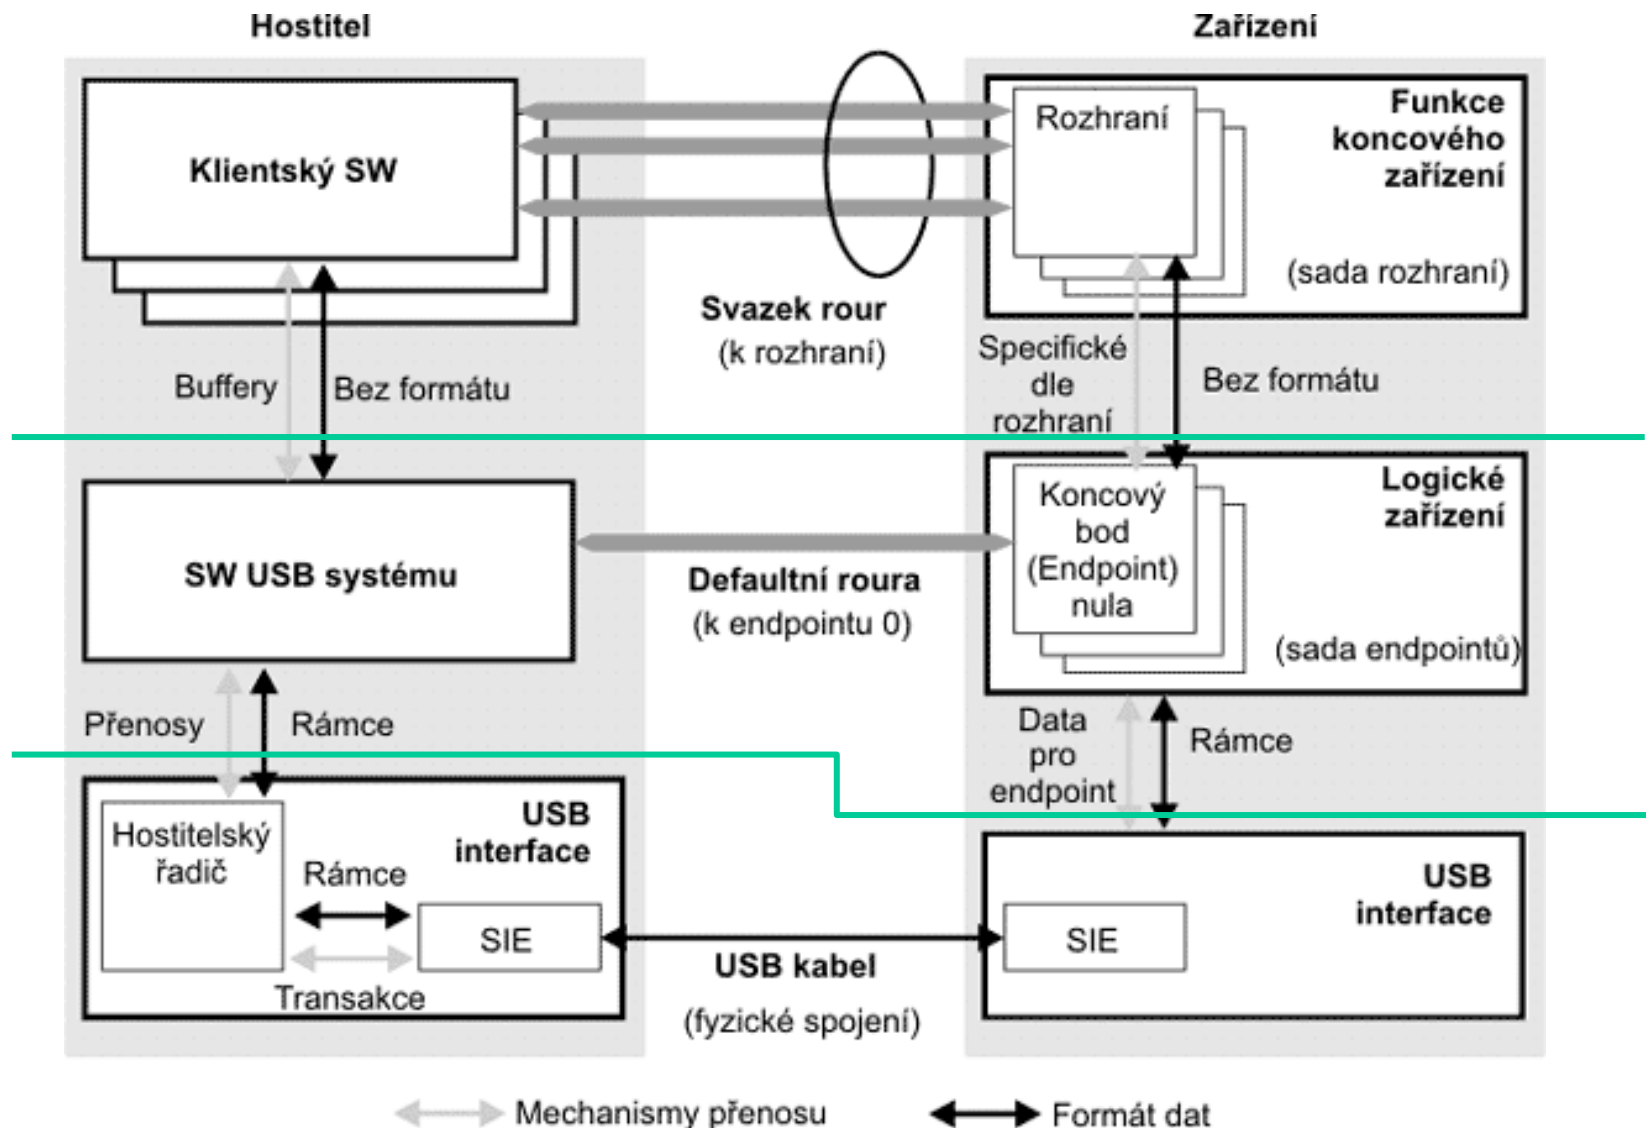 Hostitel
Zařízení
Klientský SW
Rozhraní
Funkce
koncového
zařízení
(sada rozhraní)
Svazek rour
(k rozhraní)
Buffery
Bez formátu
Specifické
dle
rozhraní
Bez formátu
SW USB systému
Defaultní roura
(k endpointu 0)
Koncový
bod
(Endpoint)
nula
Logické
zařízení
(sada endpointů)
Přenosy
Rámce
Data
pro
endpoint
Rámce
Hostitelský
řadič
Rámce
Transakce
SIE
USB
interface
USB kabel
(fyzické spojení)
SIE
USB
interface
Mechanismy přenosu
Formát dat